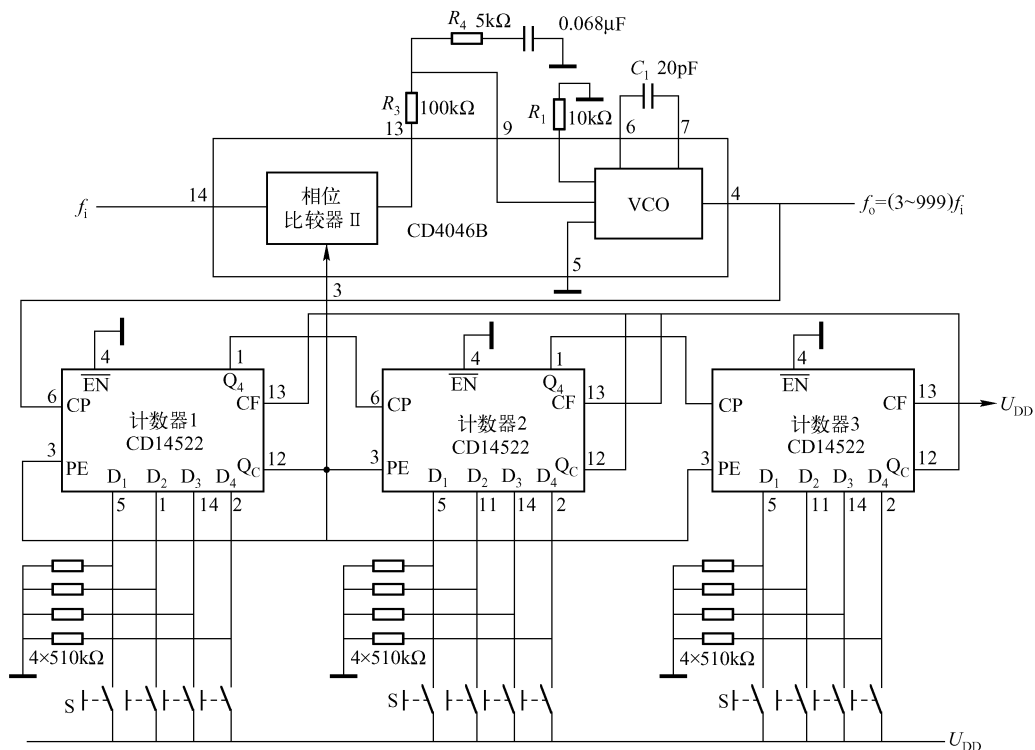 R4 5kΩ
0.068μF
C1 20pF
R3 100kΩ
R1 10kΩ
13
9
6
7
14
fi
相位
比较器 Ⅱ
CD4046B
VCO
4
fo=(3~999)fi
5
3
4
EN
1
Q4
13
CF
6
CP
计数器1
CD14522
3
PE
12
QC
D1 D2 D3 D4
5 1 14 2
4
EN
1
Q4
13
CF
6
CP
计数器2
CD14522
3
PE
12
QC
D1 D2 D3 D4
5 11 14 2
4
EN
13
CF
CP
计数器3
CD14522
3
PE
12
QC
D1 D2 D3 D4
5 11 14 2
UDD
4×510kΩ
4×510kΩ
4×510kΩ
S
S
S
UDD